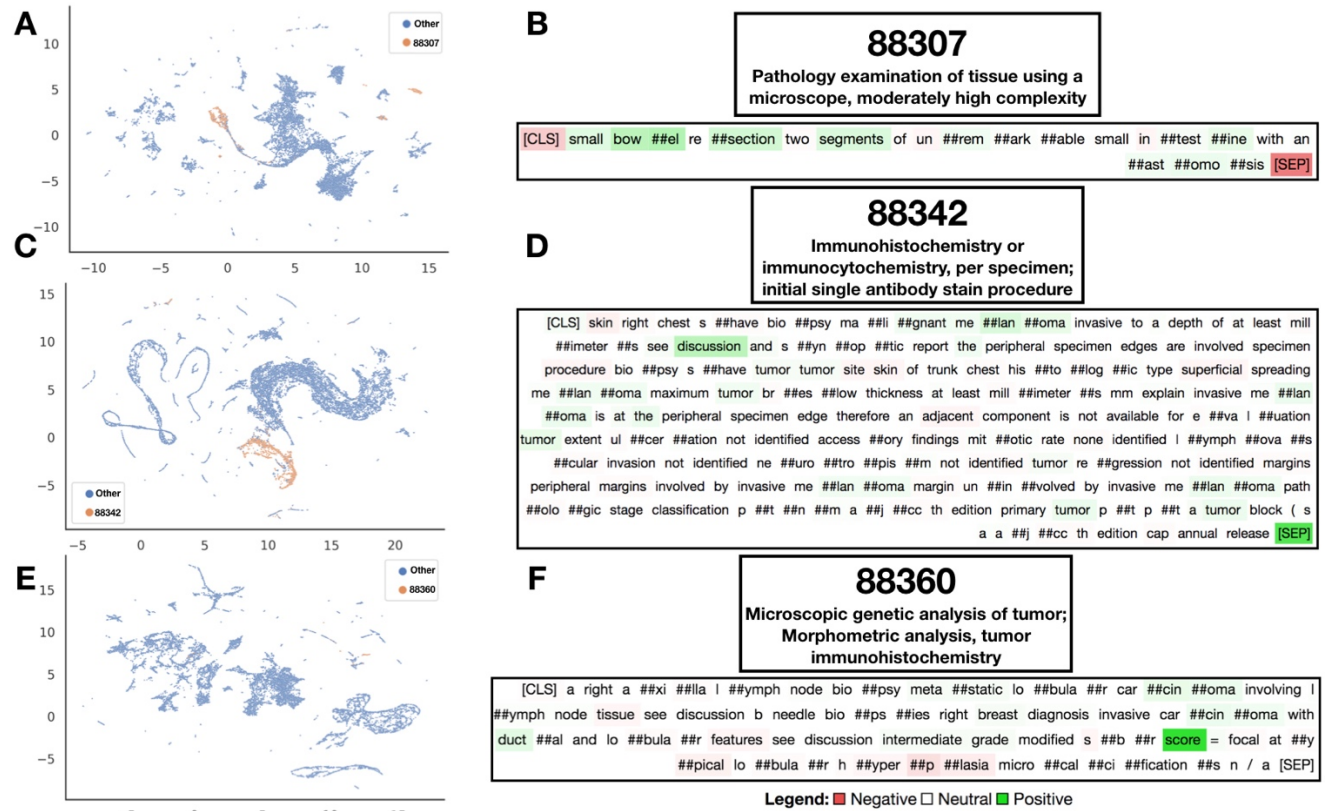 A
Other
88307
10
5
0
−5
−10
−10 −5 0 5 10 15
B
88307
Pathology examination of tissue using a
microscope, moderately high complexity
[CLS] small bow ##el re ##section two segments of un ##rem ##ark ##able small in ##test ##ine with an
##ast ##omo ##sis [SEP]
C
15
10
5
0
−5
Other
88342
−5 0 5 10 15 20
D
88342
Immunohistochemistry or
immunocytochemistry, per specimen;
initial single antibody stain procedure
[CLS] skin right chest s ##have bio ##psy ma ##li ##gnant me ##lan ##oma invasive to a depth of at least mill
##imeter ##s see discussion and s ##yn ##op ##tic report the peripheral specimen edges are involved specimen
procedure bio ##psy s ##have tumor tumor site skin of trunk chest his ##to ##log ##ic type superficial spreading
me ##lan ##oma maximum tumor br ##es ##low thickness at least mill ##imeter ##s mm explain invasive me ##lan
##oma is at the peripheral specimen edge therefore an adjacent component is not available for e ##va l ##uation
tumor extent ul ##cer ##ation not identified access ##ory findings mit ##otic rate none identified l ##ymph ##ova ##s
##cular invasion not identified ne ##uro ##tro ##pis ##m not identified tumor re ##gression not identified margins
peripheral margins involved by invasive me ##lan ##oma margin un ##in ##volved by invasive me ##lan ##oma path
##olo ##gic stage classification p ##t ##n ##m a ##j ##cc th edition primary tumor p ##t p ##t a tumor block ( s
a a ##j ##cc th edition cap annual release [SEP]
E
Other
88360
15
10
5
0
−5
F
88360
Microscopic genetic analysis of tumor;
Morphometric analysis, tumor
immunohistochemistry
[CLS] a right a ##xi ##lla l ##ymph node bio ##psy meta ##static lo ##bula ##r car ##cin ##oma involving l
##ymph node tissue see discussion b needle bio ##ps ##ies right breast diagnosis invasive car ##cin ##oma with
duct ##al and lo ##bula ##r features see discussion intermediate grade modified s ##b ##r score = focal at ##y
##pical lo ##bula ##r h ##yper ##p ##lasia micro ##cal ##ci ##fication ##s n / a [SEP]
Legend: Negative Neutral Positive